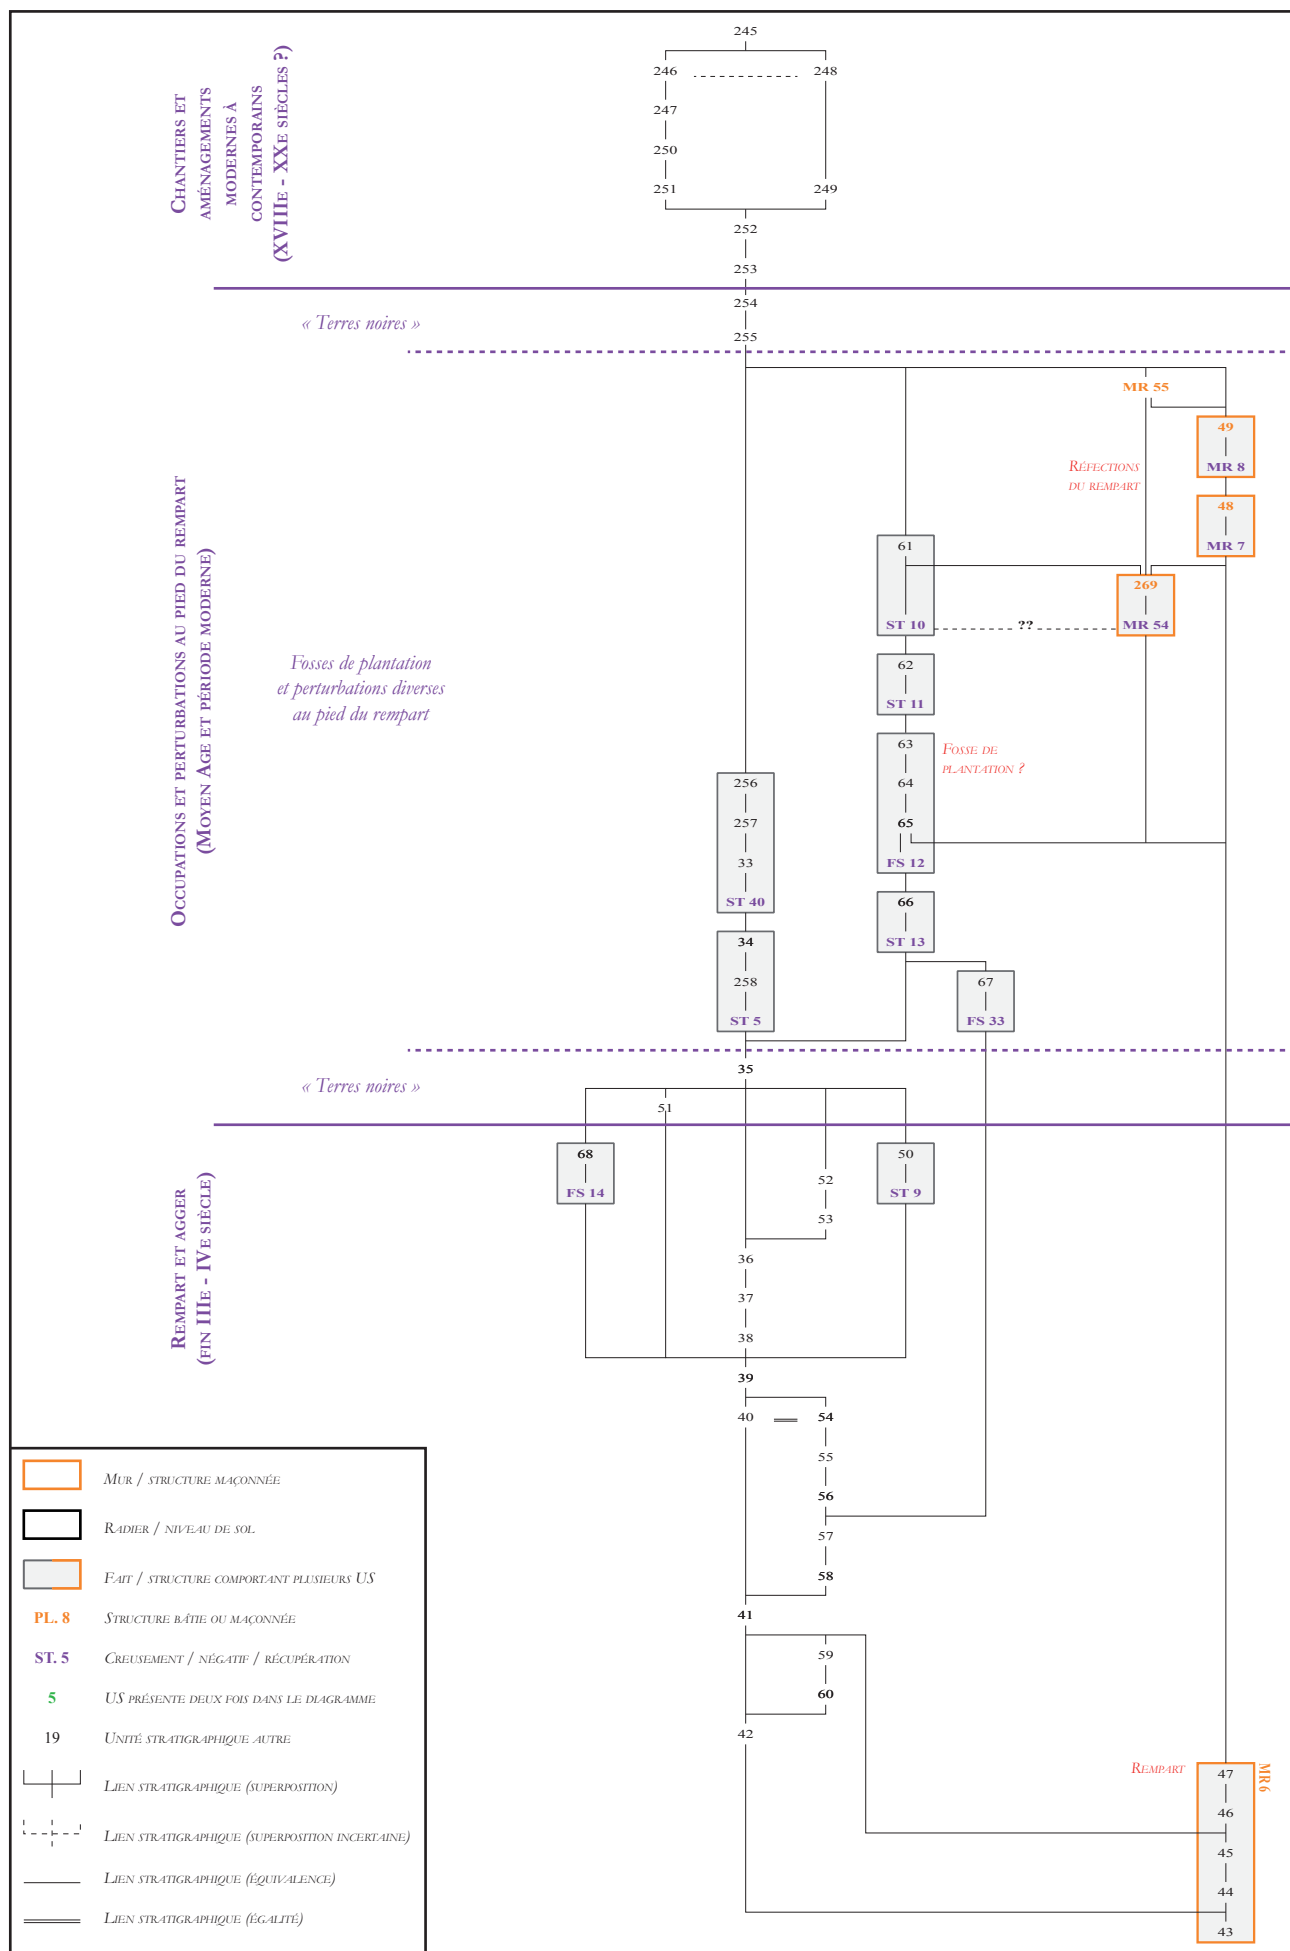 245
246 248
247
250
251 249
252
253
CHANTIERS ET
AMÉNAGEMENTS
MODERNES À
CONTEMPORAINS
(XVIIIE - XXE SIÈCLES ?)
254
« Terres noires »
255
MR 55
49
RÉFECTIONS
DU REMPART
MR 8
48
61 MR 7
269
ST 10 ?? MR 54
OCCUPATIONS ET PERTURBATIONS AU PIED DU REMPART
(MOYEN AGE ET PÉRIODE MODERNE)
Fosses de plantation
et perturbations diverses
au pied du rempart
62
ST 11
63
FOSSE DE
PLANTATION ?
256 64
257 65
33 FS 12
ST 40 66
34 ST 13
258 67
ST 5 FS 33
35
« Terres noires »
51
68 50
FS 14 52 ST 9
53
36
37
38
REMPART ET AGGER
(FIN IIIE - IVE SIÈCLE)
39
40 54
55
56
57
58
41
59
60
42
REMPART
47
MR 6
46
45
44
43
MUR / STRUCTURE MAÇONNÉE
RADIER / NIVEAU DE SOL
FAIT / STRUCTURE COMPORTANT PLUSIEURS US
PL. 8 STRUCTURE BÂTIE OU MAÇONNÉE
ST. 5 CREUSEMENT / NÉGATIF / RÉCUPÉRATION
5 US PRÉSENTE DEUX FOIS DANS LE DIAGRAMME
19 UNITÉ STRATIGRAPHIQUE AUTRE
LIEN STRATIGRAPHIQUE (SUPERPOSITION)
LIEN STRATIGRAPHIQUE (SUPERPOSITION INCERTAINE)
LIEN STRATIGRAPHIQUE (ÉQUIVALENCE)
LIEN STRATIGRAPHIQUE (ÉGALITÉ)